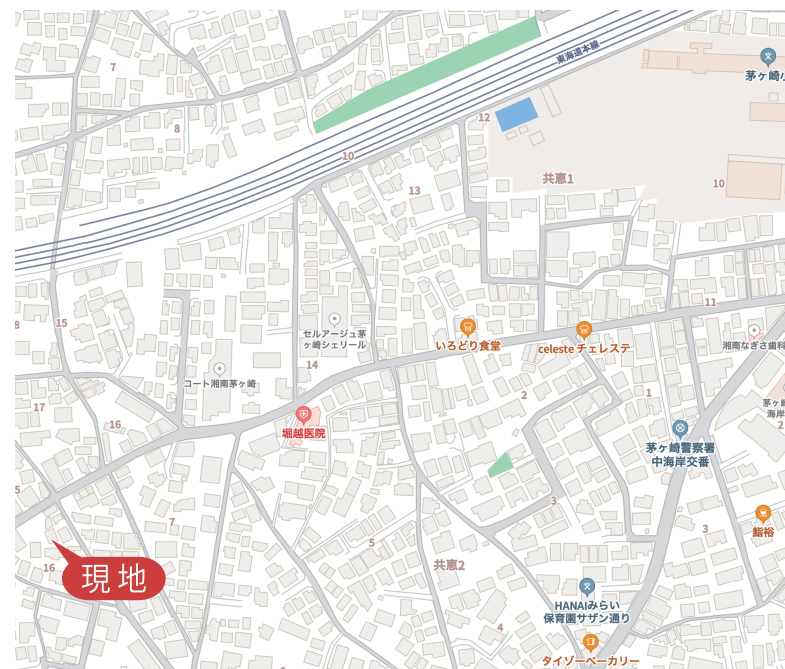 東海道本線
茅ヶ崎小
7
8
12
10
共恵1
13
10
11
15
セルアージュ茅
ヶ崎シェリール
いろどり食堂
celeste チェレステ
湘南なぎさ歯科
14
コート湘南茅ヶ崎
2
1
17
16
堀越医院
茅ヶ崎警察署
中海岸交番
3
7
3
鮨裕
5
16
現地
共恵2
HANAIみらい
保育園サザン通り
4
タイゾーベーカリー